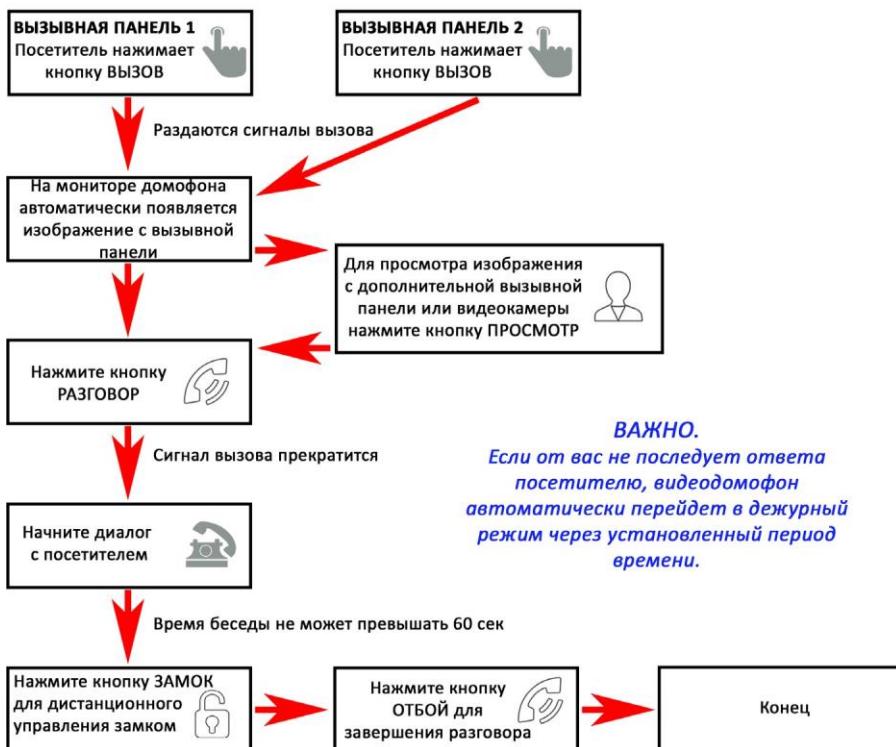 ВЫЗЫВНАЯ ПАНЕЛЬ 1
Посетитель нажимает
кнопку ВЫЗОВ
ВЫЗЫВНАЯ ПАНЕЛЬ 2
Посетитель нажимает
кнопку ВЫЗОВ
Раздаются сигналы вызова
На мониторе домофона
автоматически появляется
изображение с вызывной
панели
Для просмотра изображения
с дополнительной вызывной
панели или видеокамеры
нажмите кнопку ПРОСМОТР
Нажмите кнопку
РАЗГОВОР
Сигнал вызова прекратится
ВАЖНО.
Если от вас не последует ответа
посетителю, видеодомофон
автоматически перейдет в дежурный
режим через установленный период
времени.
Начните диалог
с посетителем
Время беседы не может превышать 60 сек
Нажмите кнопку ЗАМОК
для дистанционного
управления замком
Нажмите кнопку
ОТБОЙ для
завершения разговора
Конец